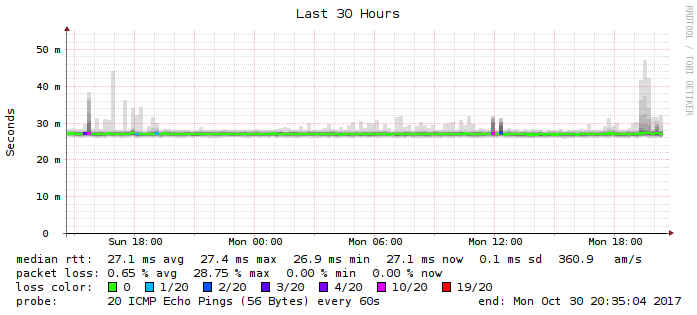 Last 30 Hours
RRDTOOL / TOBI OETIKER
Seconds
50 m
40 m
30 m
20 m
10 m
0
Sun 18:00 Mon 00:00 Mon 06:00 Mon 12:00 Mon 18:00
median rtt: 27.1 ms avg 27.4 ms max 26.9 ms min 27.1 ms now 0.1 ms sd 360.9 am/s
packet loss: 0.65 % avg 28.75 % max 0.00 % min 0.00 % now
loss color: 0 1/20 2/20 3/20 4/20 10/20 19/20
probe: 20 ICMP Echo Pings (56 Bytes) every 60s end: Mon Oct 30 20:35:04 2017